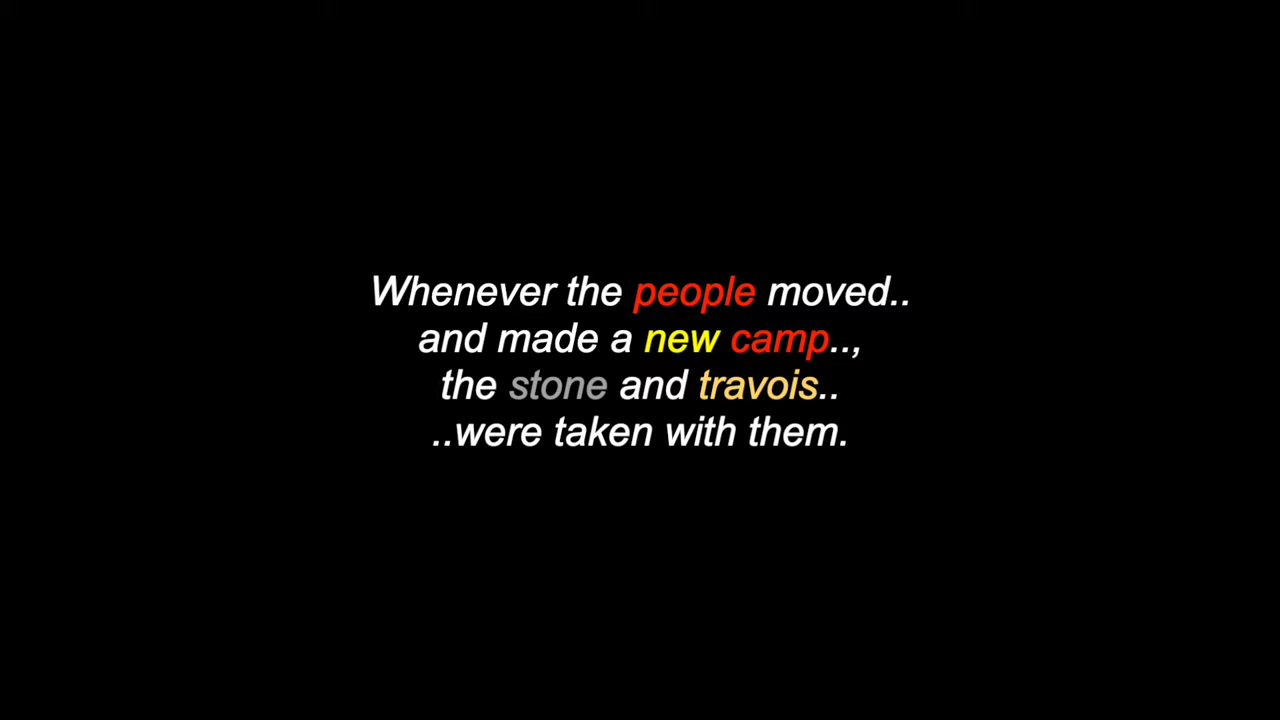 Whenever the people moved..
and made a new camp..,
the stone and travois..
..were taken with them.